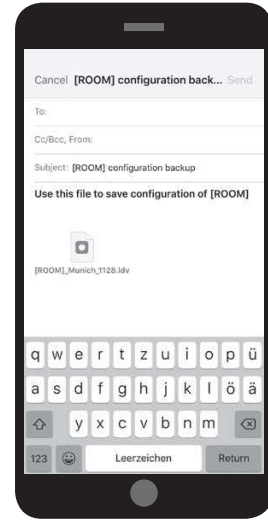 Cancel [ROOM] configuration back... Send
To:
Cc/Bcc, From:
Subject: [ROOM] configuration backup
Use this file to save configuration of [ROOM]
[ROOM]_Munich_1128.ldv
q w e r t z u i o p ü
a s d f g h j k l ö ä
y x c v b n m
123 Leerzeichen Return